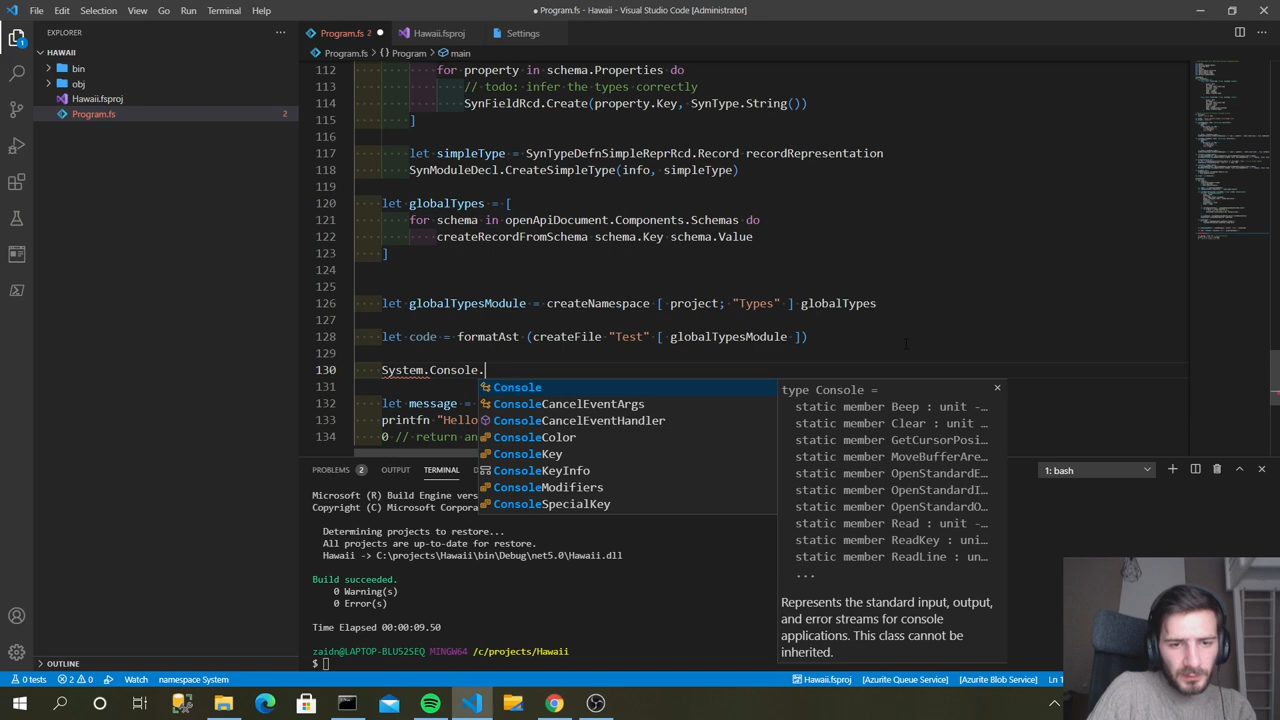 File Edit Selection View Go Run Terminal Help
● Program.fs - Hawaii - Visual Studio Code [Administrator]
EXPLORER
Program.fs 2
Hawaii.fsproj
Settings
HAWAII
bin
obj
Hawaii.fsproj
Program.fs 2
OUTLINE
Program.fs > {} Program > main
112 for property in schema.Properties do
113 // todo: infer the types correctly
114 SynFieldRcd.Create(property.Key, SynType.String())
115 ]
116
117 let simpleType = SynTypeDefnSimpleReprRcd.Record recordRepresentation
118 SynModuleDecl.CreateSimpleType(info, simpleType)
119
120 let globalTypes = [
121 for schema in openApiDocument.Components.Schemas do
122 createRecordFromSchema schema.Key schema.Value
123 ]
124
125
126 let globalTypesModule = createNamespace [ project; "Types" ] globalTypes
127
128 let code = formatAst (createFile "Test" [ globalTypesModule ])
129
130 System.Console.
131
132 let message =
133 printfn "Hello
134 0 // return an
Console
ConsoleCancelEventArgs
ConsoleCancelEventHandler
ConsoleColor
ConsoleKey
ConsoleKeyInfo
ConsoleModifiers
ConsoleSpecialKey
type Console =
static member Beep : unit -…
static member Clear : unit …
static member GetCursorPosi…
static member MoveBufferAre…
static member OpenStandardE…
static member OpenStandardI…
static member OpenStandardO…
static member Read : unit -…
static member ReadKey : uni…
static member ReadLine : un…
...
Represents the standard input, output,
and error streams for console
applications. This class cannot be
inherited.
PROBLEMS 2 OUTPUT TERMINAL
1: bash
Microsoft (R) Build Engine vers
Copyright (C) Microsoft Corpora
Determining projects to restore...
All projects are up-to-date for restore.
Hawaii -> C:\projects\Hawaii\bin\Debug\net5.0\Hawaii.dll
Build succeeded.
0 Warning(s)
0 Error(s)
Time Elapsed 00:00:09.50
zaidn@LAPTOP-BLU52SEQ MINGW64 /c/projects/Hawaii
$
0 tests 2 0 Watch namespace System
Hawaii.fsproj [Azurite Queue Service] [Azurite Blob Service]